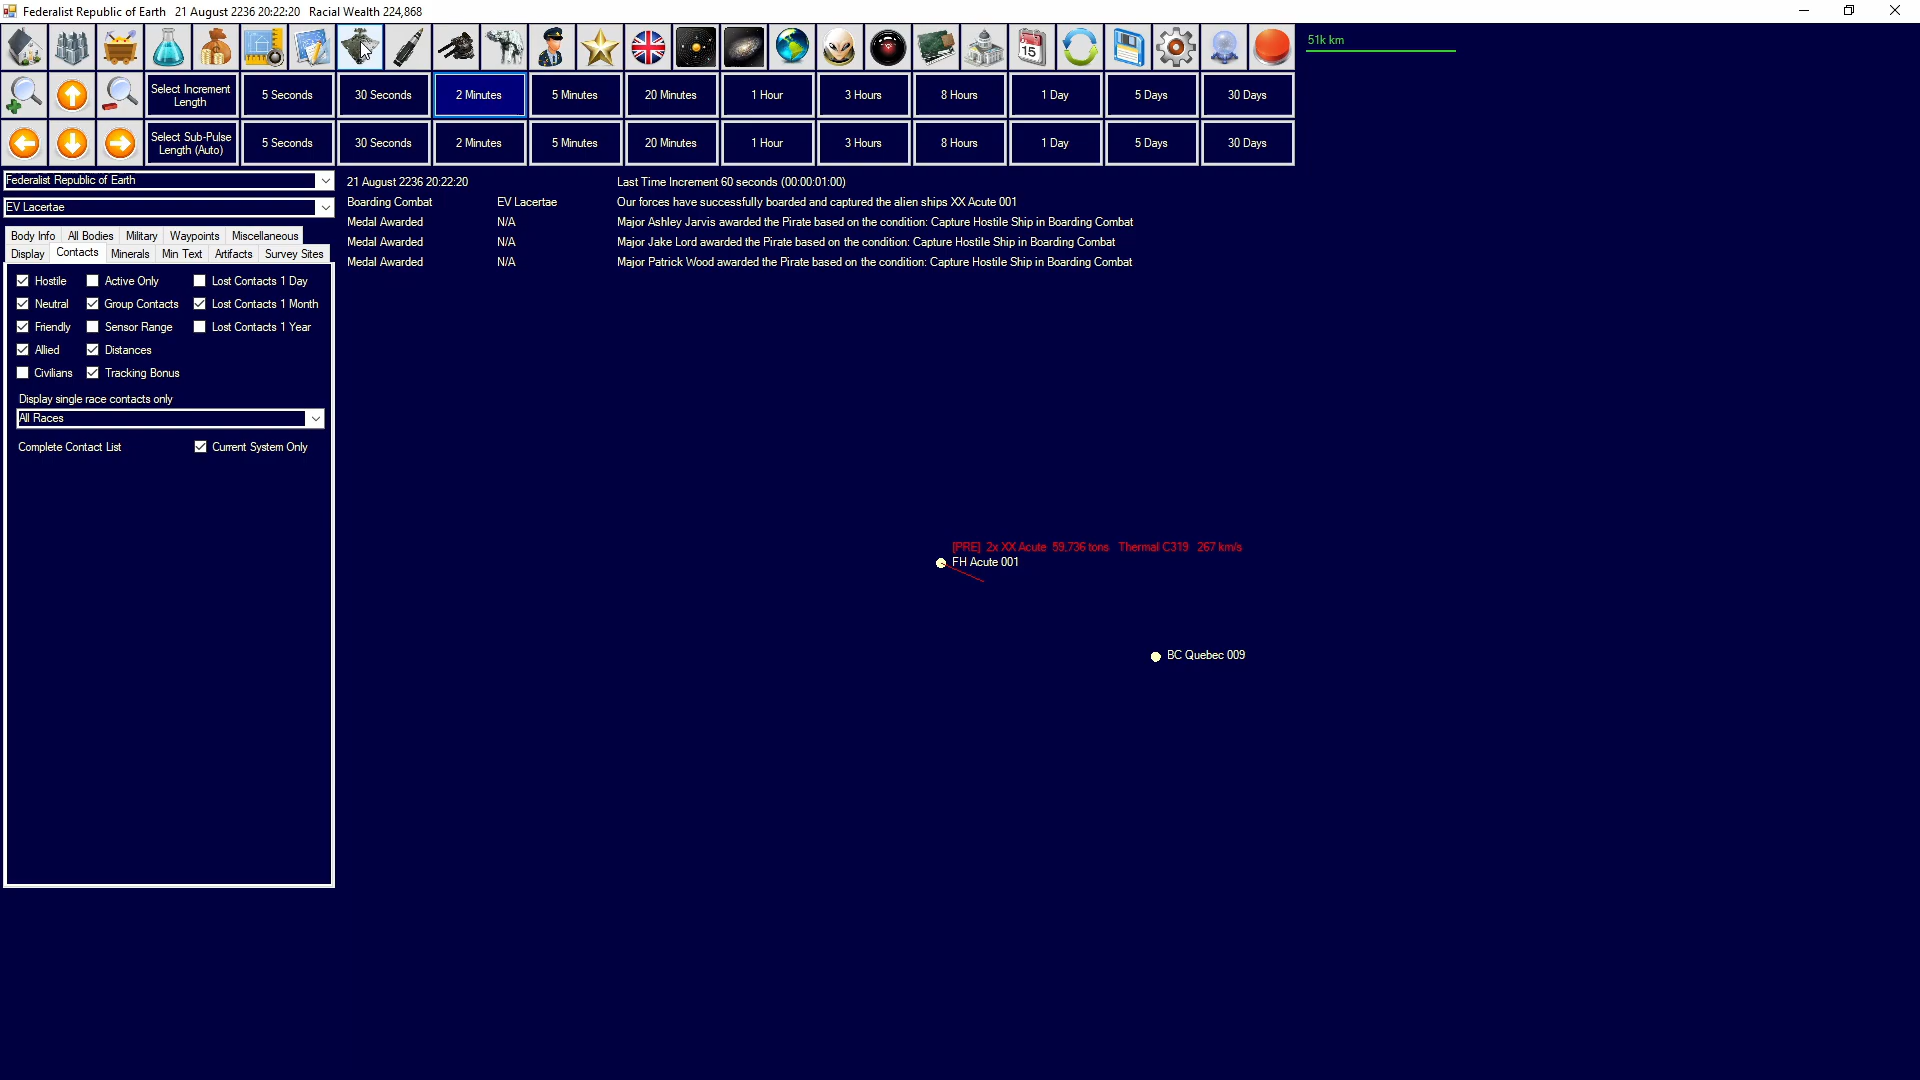 Federalist Republic of Earth   21 August 2236 20:22:20   Racial Wealth 224,868
51k km
15
Select Increment Length
5 Seconds
30 Seconds
2 Minutes
5 Minutes
20 Minutes
1 Hour
3 Hours
8 Hours
1 Day
5 Days
30 Days
Select Sub-Pulse Length (Auto)
5 Seconds
30 Seconds
2 Minutes
5 Minutes
20 Minutes
1 Hour
3 Hours
8 Hours
1 Day
5 Days
30 Days
Federalist Republic of Earth
EV Lacertae
Body Info   All Bodies   Military   Waypoints   Miscellaneous
Display   Contacts   Minerals   Min Text   Artifacts   Survey Sites
Hostile   Active Only   Lost Contacts 1 Day
Neutral   Group Contacts   Lost Contacts 1 Month
Friendly   Sensor Range   Lost Contacts 1 Year
Allied   Distances
Civilians   Tracking Bonus
Display single race contacts only
All Races
Complete Contact List   Current System Only
21 August 2236 20:22:20   Last Time Increment 60 seconds (00:00:01:00)
Boarding Combat   EV Lacertae   Our forces have successfully boarded and captured the alien ships XX Acute 001
Medal Awarded   N/A   Major Ashley Jarvis awarded the Pirate based on the condition: Capture Hostile Ship in Boarding Combat
Medal Awarded   N/A   Major Jake Lord awarded the Pirate based on the condition: Capture Hostile Ship in Boarding Combat
Medal Awarded   N/A   Major Patrick Wood awarded the Pirate based on the condition: Capture Hostile Ship in Boarding Combat
[PRE]  2x XX Acute  59,736 tons   Thermal C319   267 km/s
FH Acute 001
BC Quebec 009